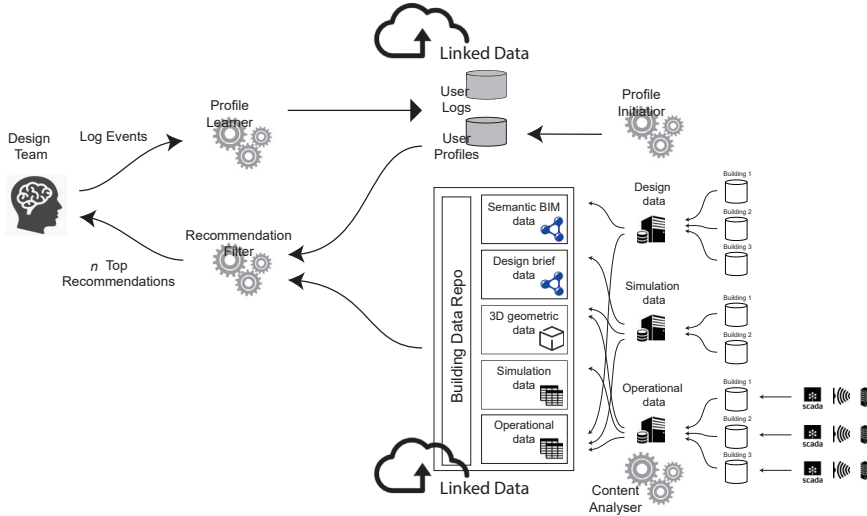 Linked Data
User
Logs
Profile
Learner
Profile
Initiatior
Design
Team
Log Events
User
Profiles
Recommendation
Filter
n Top
Recommendations
Building Data Repo
Semantic BIM
data
Design brief
data
3D geometric
data
Simulation
data
Operational
data
Design
data
Building 1
Building 2
Building 3
Simulation
data
Building 1
Building 2
Operational
data
Building 1
scada
Building 2
scada
Building 3
scada
Linked Data
Content
Analyser